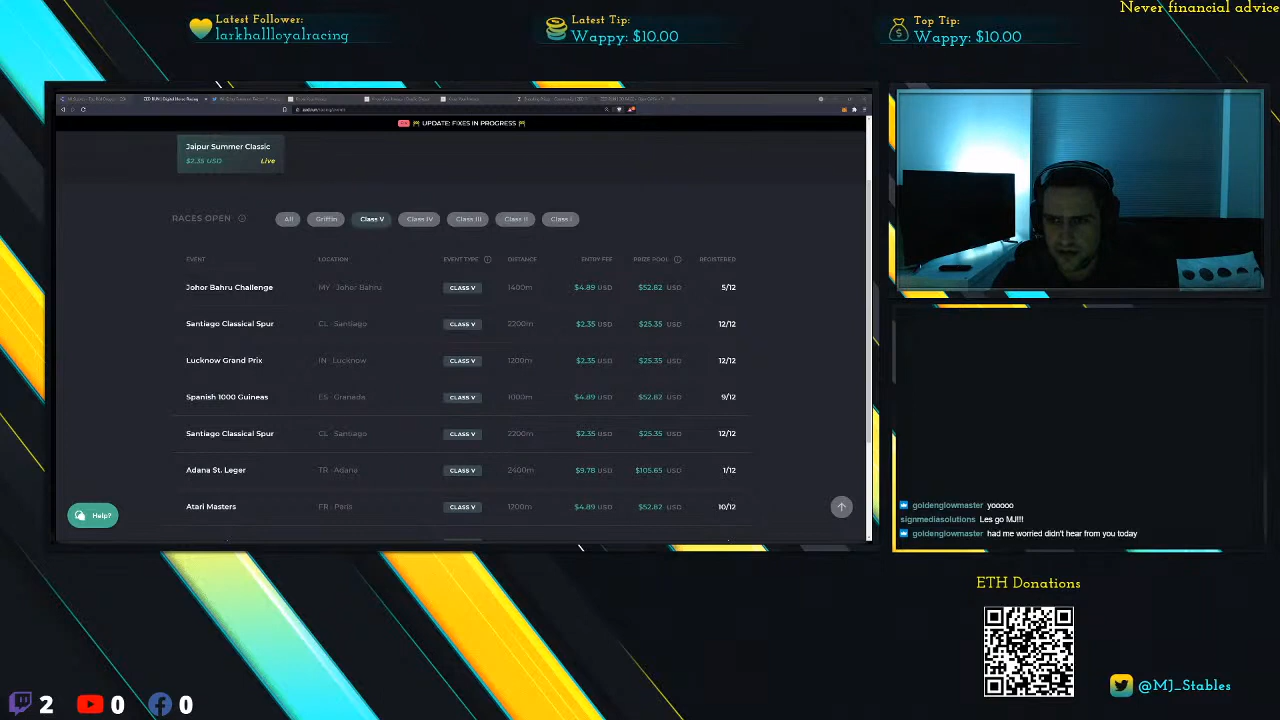 Never financial advice
Latest Follower:
larkhallloyalracing
Latest Tip:
Wappy: $10.00
Top Tip:
Wappy: $10.00
UPDATE: FIXES IN PROGRESS
Jaipur Summer Classic
$2.35 USD Live
RACES OPEN All Griffin Class V Class IV Class III Class II Class I
EVENT LOCATION EVENT TYPE DISTANCE ENTRY FEE PRIZE POOL REGISTERED
Johor Bahru Challenge MY - Johor Bahru CLASS V 1400m $4.89 USD $52.82 USD 5/12
Santiago Classical Spur CL - Santiago CLASS V 2200m $2.35 USD $25.35 USD 12/12
Lucknow Grand Prix IN - Lucknow CLASS V 1200m $2.35 USD $25.35 USD 12/12
Spanish 1000 Guineas ES - Granada CLASS V 1000m $4.89 USD $52.82 USD 9/12
Santiago Classical Spur CL - Santiago CLASS V 2200m $2.35 USD $25.35 USD 12/12
Adana St. Leger TR - Adana CLASS V 2400m $9.78 USD $105.65 USD 1/12
Atari Masters FR - Paris CLASS V 1200m $4.89 USD $52.82 USD 10/12
Help?
goldenglowmaster yooooo
signmediasolutions Les go MJ!!!
goldenglowmaster had me worried didn't hear from you today
ETH Donations
@MJ_Stables
2 0 0